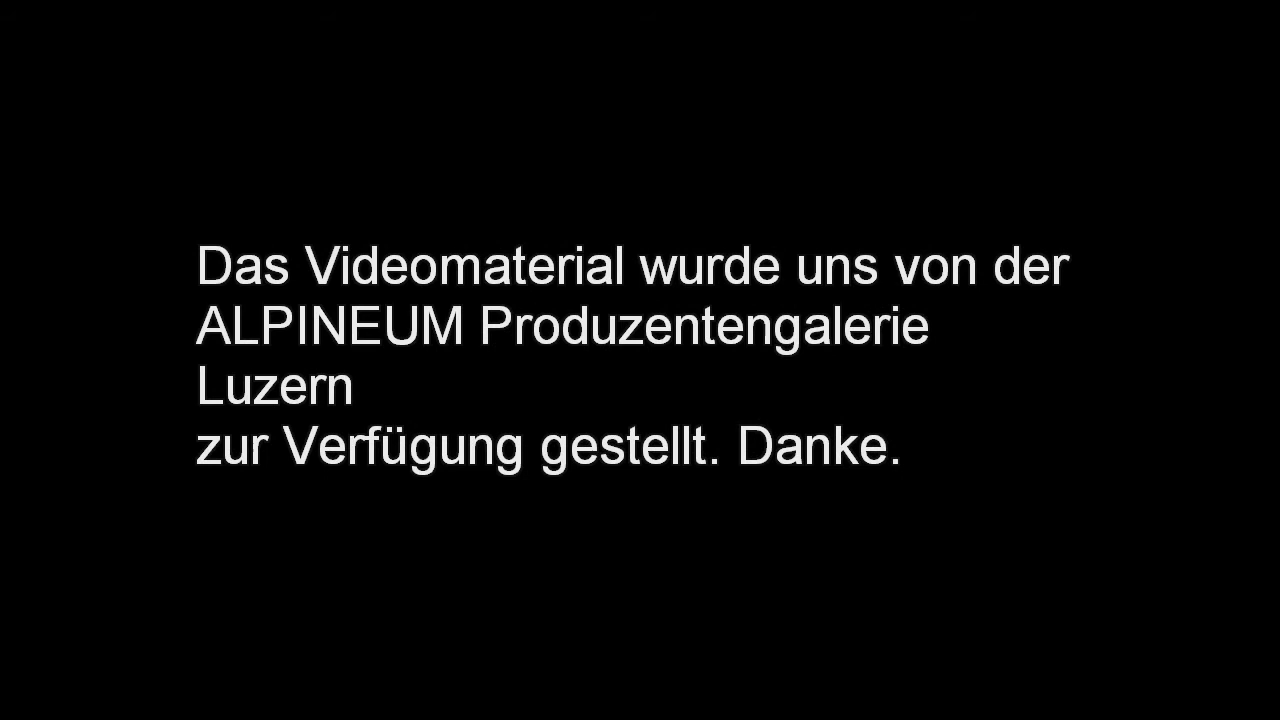 Das Videomaterial wurde uns von der
ALPINEUM Produzentengalerie
Luzern
zur Verfügung gestellt. Danke.